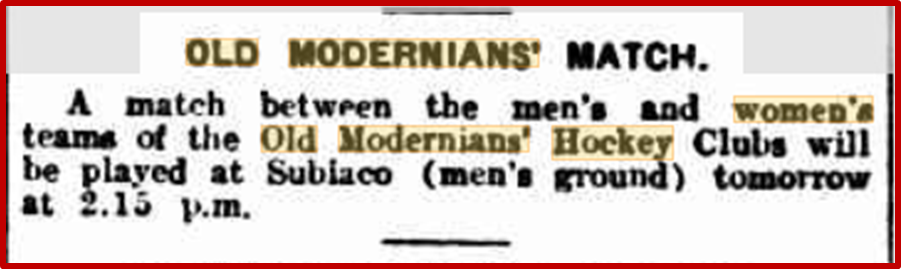 OLD MODERNIANS' MATCH.
A match between the men's and women's
teams of the Old Modernians' Hockey Clubs will
be played at Subiaco (men's ground) tomorrow
at 2.15 p.m.